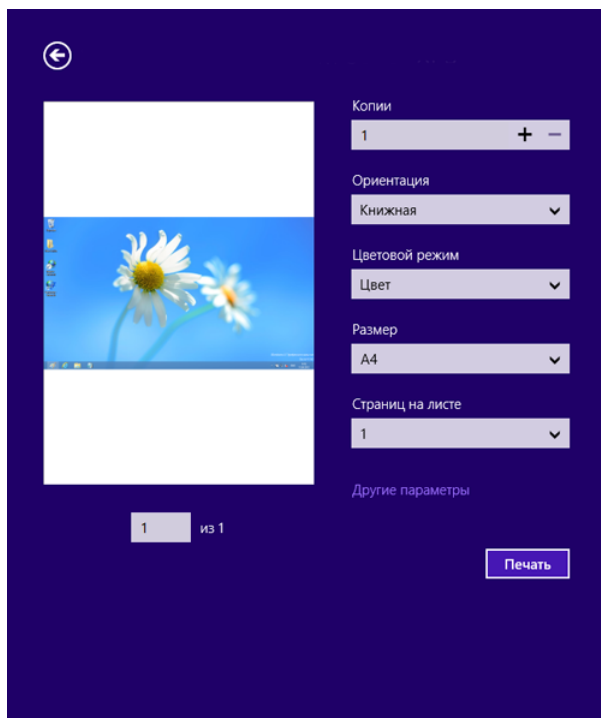 Копии
1
Ориентация
Книжная
Цветовой режим
Цвет
Размер
A4
Страниц на листе
1
Другие параметры
1 из 1
Печать